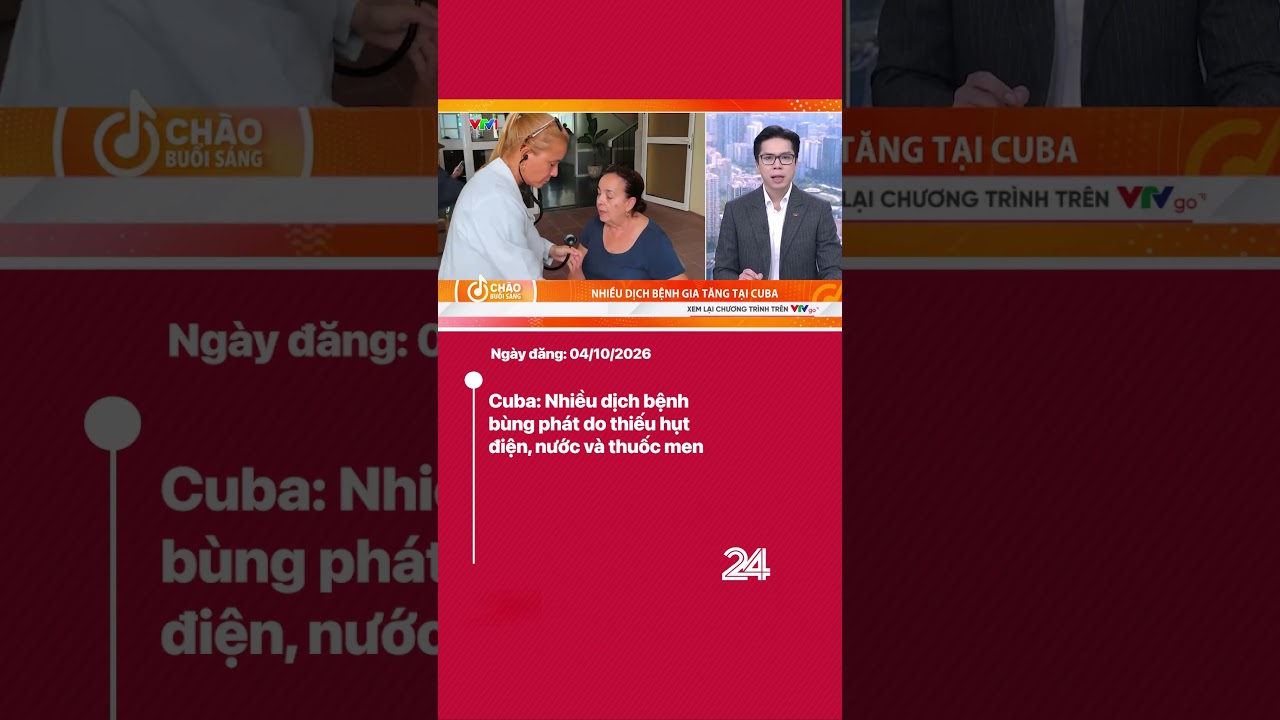 CHÀO
BUỔI SÁNG
TĂNG TẠI CUBA
LẠI CHƯƠNG TRÌNH TRÊN VTVgo
VTV1
CHÀO
BUỔI SÁNG
NHIỀU DỊCH BỆNH GIA TĂNG TẠI CUBA
XEM LẠI CHƯƠNG TRÌNH TRÊN VTVgo
Ngày đăng: 0
Ngày đăng: 04/10/2026
Cuba: Nhiều dịch bệnh
bùng phát do thiếu hụt
điện, nước và thuốc men
Cuba: Nhi
bùng phát
điện, nước
24